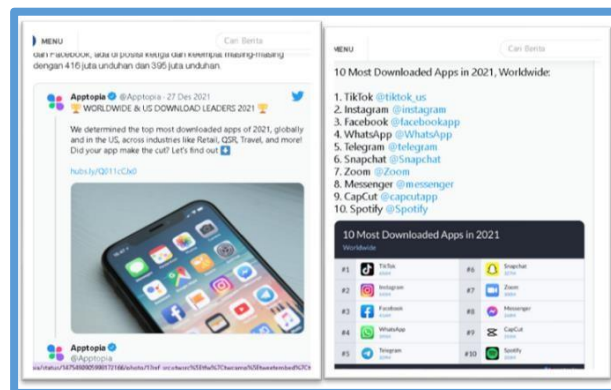 MENU
Cari Berita
dan Facebook, ada di posisi ketiga dan keempat masing-masing
dengan 416 juta unduhan dan 395 juta unduhan.
Apptopia @Apptopia · 27 Des 2021
🏆 WORLDWIDE & US DOWNLOAD LEADERS 2021 🏆
We determined the top most downloaded apps of 2021, globally
and in the US, across industries like Retail, QSR, Travel, and more!
Did your app make the cut? Let's find out ⬇️
Apptopia
@Apptopia
MENU
Cari Berita
10 Most Downloaded Apps in 2021, Worldwide:
1. TikTok @tiktok_us
2. Instagram @instagram
3. Facebook @facebookapp
4. WhatsApp @WhatsApp
5. Telegram @telegram
6. Snapchat @Snapchat
7. Zoom @Zoom
8. Messenger @messenger
9. CapCut @capcutapp
10. Spotify @Spotify
10 Most Downloaded Apps in 2021
Worldwide
#1 TikTok
#2 Instagram
#3 Facebook
#4 WhatsApp
#5 Telegram
#6 Snapchat
#7 Zoom
#8 Messenger
#9 CapCut
#10 Spotify